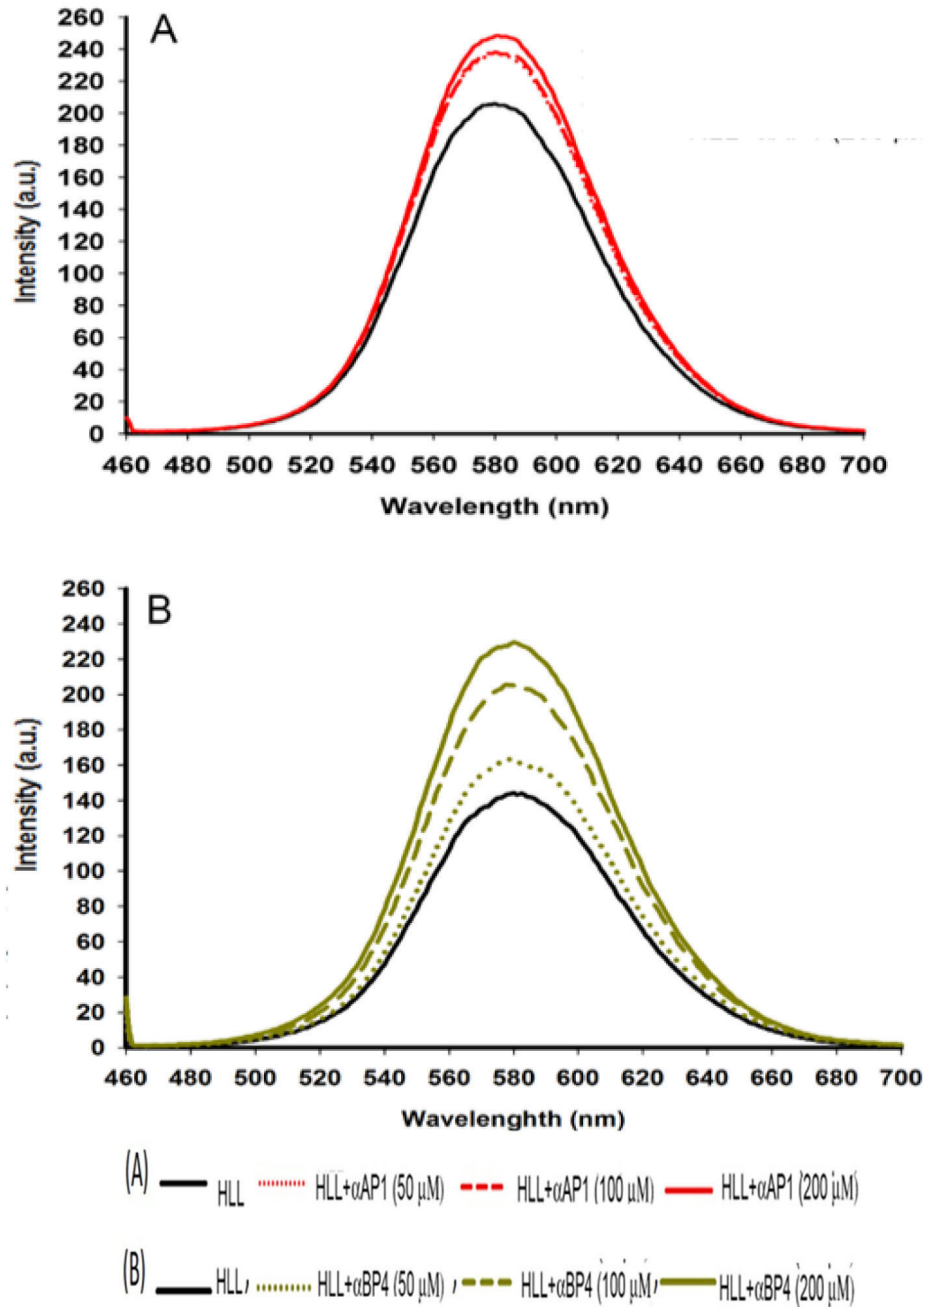 A
260
240
220
200
180
160
140
120
100
80
60
40
20
0
Intensity (a.u.)
460 480 500 520 540 560 580 600 620 640 660 680 700
Wavelength (nm)
B
260
240
220
200
180
160
140
120
100
80
60
40
20
0
Intensity (a.u.)
460 480 500 520 540 560 580 600 620 640 660 680 700
Wavelenghth (nm)
(A) HLL HLL+αAP1 (50 μM) HLL+αAP1 (100 μM) HLL+αAP1 (200 μM)
(B) HLL, HLL+αBP4 (50 μM) , HLL+αBP4 (100 μM, HLL+αBP4 (200 μM)